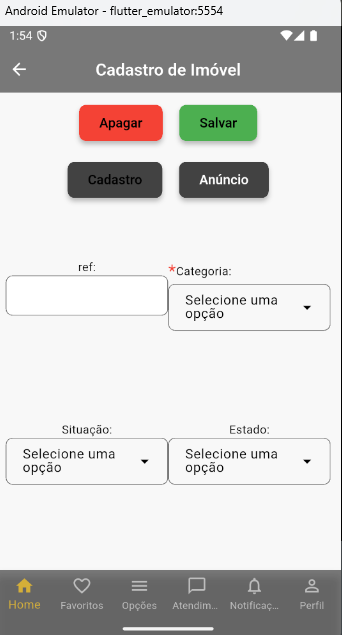 Android Emulator - flutter_emulator:5554
1:54
Cadastro de Imóvel
Apagar Salvar
Cadastro Anúncio
ref: *Categoria:
Selecione uma
opção
Situação: Estado:
Selecione uma Selecione uma
opção opção
Home Favoritos Opções Atendim... Notificaç... Perfil